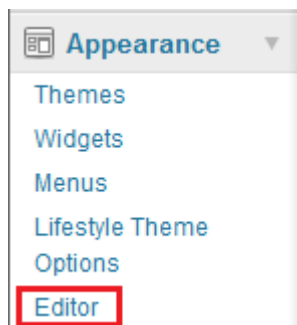 Appearance
Themes
Widgets
Menus
Lifestyle Theme
Options
Editor